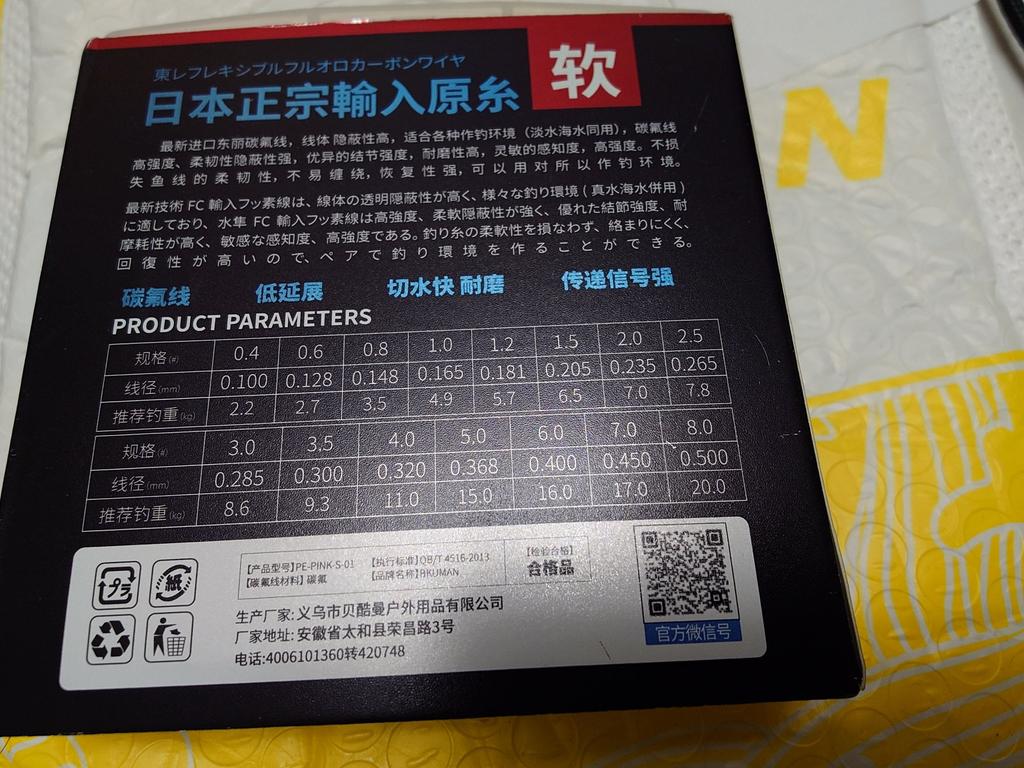 東レフレキシブルフルオロカーボンワイヤ
软
日本正宗輸入原糸
最新进口东丽碳氟线，线体隐蔽性高，适合各种作钓环境（淡水海水同用），碳氟线
高强度、柔韧性隐蔽性强，优异的结节强度，耐磨性高，灵敏的感知度，高强度。不损
失鱼线的柔韧性，不易缠绕，恢复性强，可以用对所以作钓环境。
最新技術 FC 輸入フッ素線は、線体の透明隠蔽性が高く、様々な釣り環境（真水海水併用）
に適しており、水隼 FC 輸入フッ素線は高強度、柔軟隠蔽性が強く、優れた結節強度、耐
摩耗性が高く、敏感な感知度、高強度である。釣り糸の柔軟性を損なわず、絡まりにくく、
回復性が高いので、ペアで釣り環境を作ることができる。
碳氟线 低延展 切水快 耐磨 传递信号强
PRODUCT PARAMETERS
规格(#) 0.4 0.6 0.8 1.0 1.2 1.5 2.0 2.5
线径(mm) 0.100 0.128 0.148 0.165 0.181 0.205 0.235 0.265
推荐钓重(kg) 2.2 2.7 3.5 4.9 5.7 6.5 7.0 7.8
规格(#) 3.0 3.5 4.0 5.0 6.0 7.0 8.0
线径(mm) 0.285 0.300 0.320 0.368 0.400 0.450 0.500
推荐钓重(kg) 8.6 9.3 11.0 15.0 16.0 17.0 20.0
プラ 紙
【产品型号】PE-PINK-S-01 【执行标准】QB/T 4516-2013 【检验合格】
【碳氟线材料】碳氟 【品牌名称】BKUMAN 合格品
生产厂家:义乌市贝酷曼户外用品有限公司
厂家地址:安徽省太和县荣昌路3号
电话:4006101360转420748
官方微信号
N